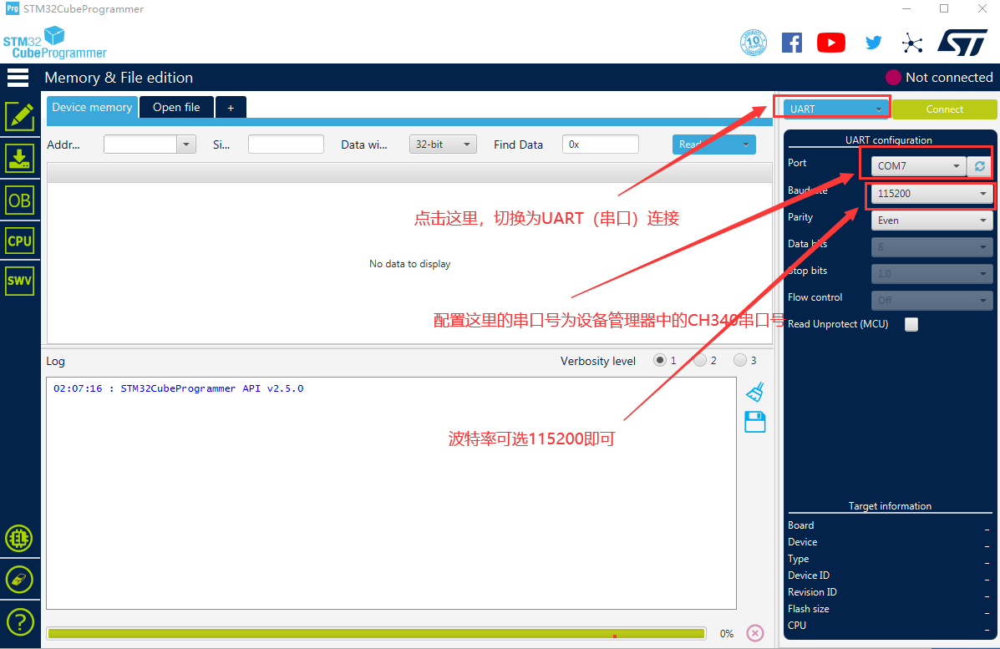 Prg STM32CubeProgrammer
STM32
CubeProgrammer
10
Memory & File edition
Not connected
Device memory
Open file
+
UART
Connect
Addr...
Si...
Data wi...
32-bit
Find Data
0x
Read
UART configuration
Port
COM7
Baudrate
115200
Parity
Even
Data bits
8
Stop bits
1.0
Flow control
Off
Read Unprotect (MCU)
OB
CPU
SWV
点击这里，切换为UART（串口）连接
No data to display
配置这里的串口号为设备管理器中的CH340串口号
Log
Verbosity level
1
2
3
02:07:16 : STM32CubeProgrammer API v2.5.0
波特率可选115200即可
EL
?
0%
Target information
Board
–
Device
–
Type
–
Device ID
–
Revision ID
–
Flash size
–
CPU
–